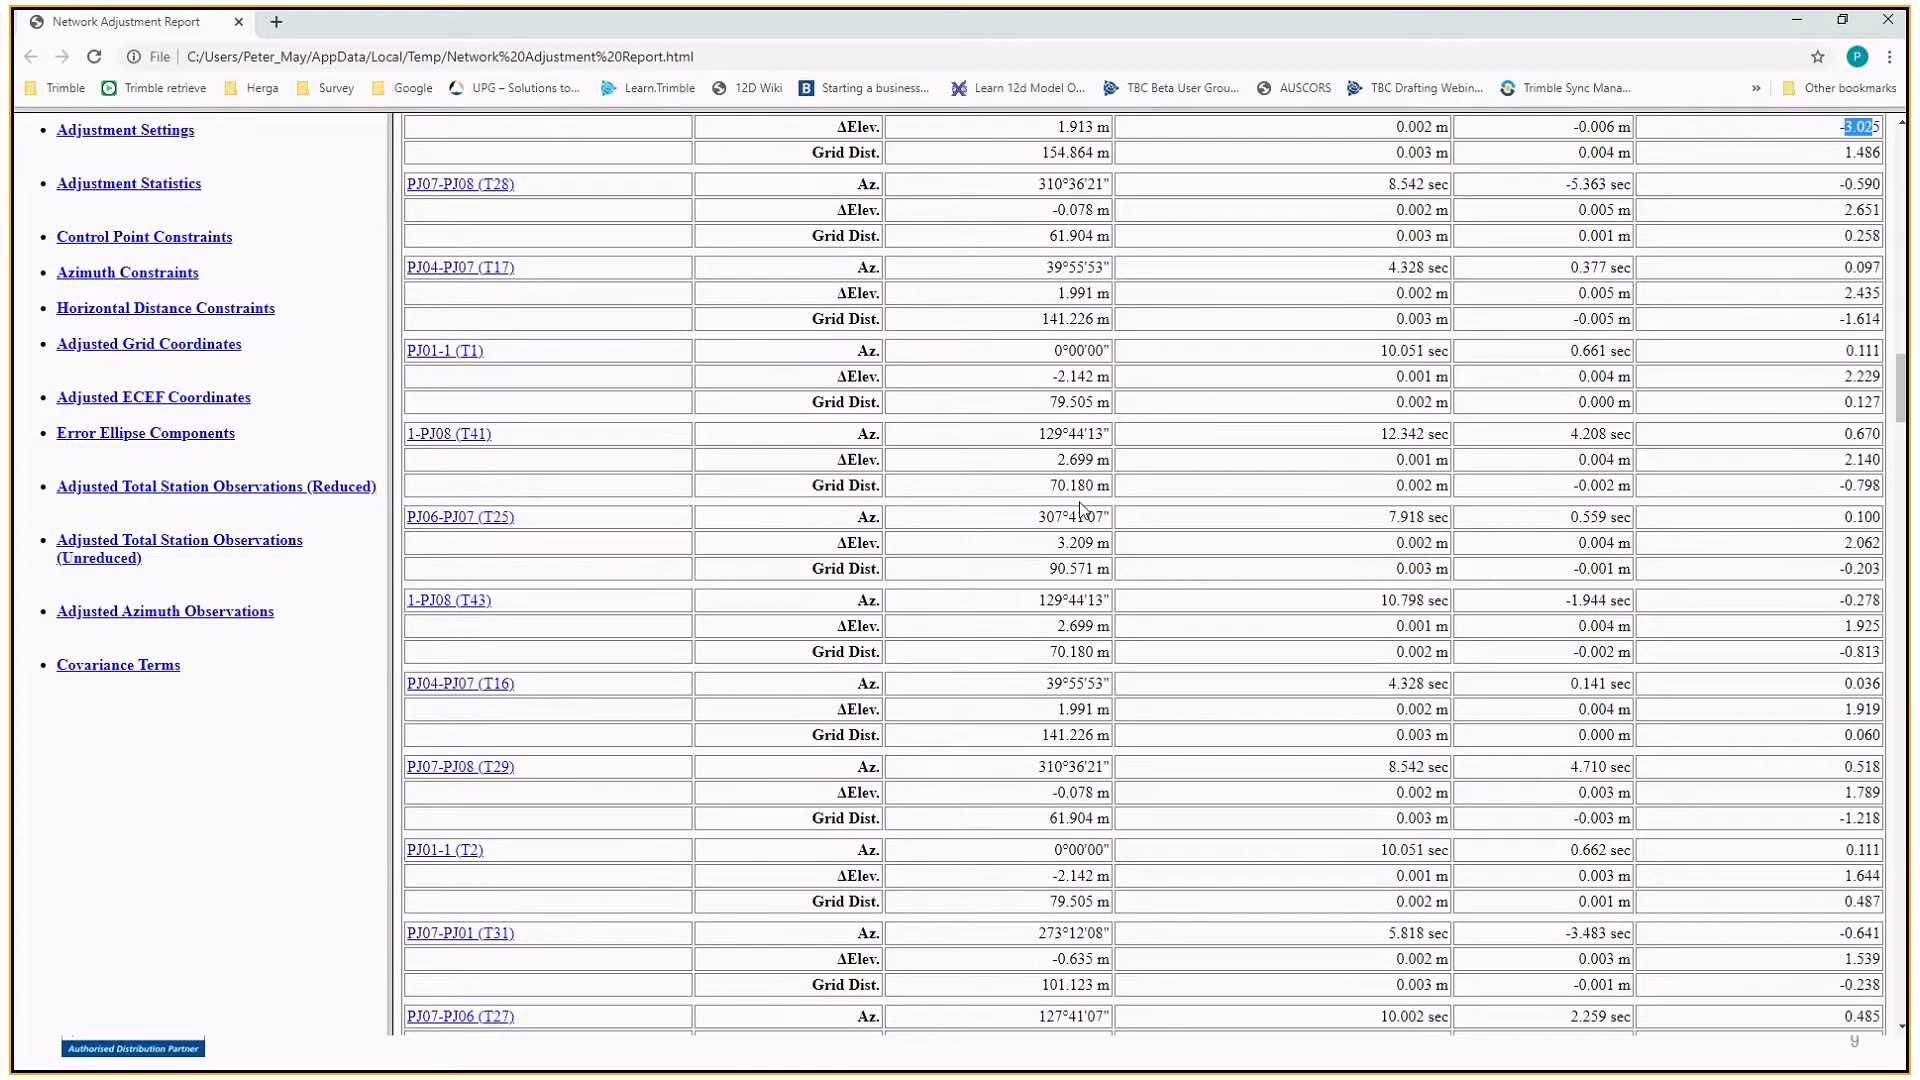 Network Adjustment Report
File C:/Users/Peter_May/AppData/Local/Temp/Network%20Adjustment%20Report.html P
Trimble Trimble retrieve Herga Survey Google UPG – Solutions to... Learn.Trimble 12D Wiki B Starting a business... Learn 12d Model O... TBC Beta User Grou... AUSCORS TBC Drafting Webin... Trimble Sync Mana... » Other bookmarks
• Adjustment Settings
• Adjustment Statistics
• Control Point Constraints
• Azimuth Constraints
• Horizontal Distance Constraints
• Adjusted Grid Coordinates
• Adjusted ECEF Coordinates
• Error Ellipse Components
• Adjusted Total Station Observations (Reduced)
• Adjusted Total Station Observations
(Unreduced)
• Adjusted Azimuth Observations
• Covariance Terms
Authorised Distribution Partner
ΔElev. 1.913 m 0.002 m -0.006 m -3.025
Grid Dist. 154.864 m 0.003 m 0.004 m 1.486
PJ07-PJ08 (T28) Az. 310°36'21" 8.542 sec -5.363 sec -0.590
ΔElev. -0.078 m 0.002 m 0.005 m 2.651
Grid Dist. 61.904 m 0.003 m 0.001 m 0.258
PJ04-PJ07 (T17) Az. 39°55'53" 4.328 sec 0.377 sec 0.097
ΔElev. 1.991 m 0.002 m 0.005 m 2.435
Grid Dist. 141.226 m 0.003 m -0.005 m -1.614
PJ01-1 (T1) Az. 0°00'00" 10.051 sec 0.661 sec 0.111
ΔElev. -2.142 m 0.001 m 0.004 m 2.229
Grid Dist. 79.505 m 0.002 m 0.000 m 0.127
1-PJ08 (T41) Az. 129°44'13" 12.342 sec 4.208 sec 0.670
ΔElev. 2.699 m 0.001 m 0.004 m 2.140
Grid Dist. 70.180 m 0.002 m -0.002 m -0.798
PJ06-PJ07 (T25) Az. 307°41'07" 7.918 sec 0.559 sec 0.100
ΔElev. 3.209 m 0.002 m 0.004 m 2.062
Grid Dist. 90.571 m 0.003 m -0.001 m -0.203
1-PJ08 (T43) Az. 129°44'13" 10.798 sec -1.944 sec -0.278
ΔElev. 2.699 m 0.001 m 0.004 m 1.925
Grid Dist. 70.180 m 0.002 m -0.002 m -0.813
PJ04-PJ07 (T16) Az. 39°55'53" 4.328 sec 0.141 sec 0.036
ΔElev. 1.991 m 0.002 m 0.004 m 1.919
Grid Dist. 141.226 m 0.003 m 0.000 m 0.060
PJ07-PJ08 (T29) Az. 310°36'21" 8.542 sec 4.710 sec 0.518
ΔElev. -0.078 m 0.002 m 0.003 m 1.789
Grid Dist. 61.904 m 0.003 m -0.003 m -1.218
PJ01-1 (T2) Az. 0°00'00" 10.051 sec 0.662 sec 0.111
ΔElev. -2.142 m 0.001 m 0.003 m 1.644
Grid Dist. 79.505 m 0.002 m 0.001 m 0.487
PJ07-PJ01 (T31) Az. 273°12'08" 5.818 sec -3.483 sec -0.641
ΔElev. -0.635 m 0.002 m 0.003 m 1.539
Grid Dist. 101.123 m 0.003 m -0.001 m -0.238
PJ07-PJ06 (T27) Az. 127°41'07" 10.002 sec 2.259 sec 0.485
9